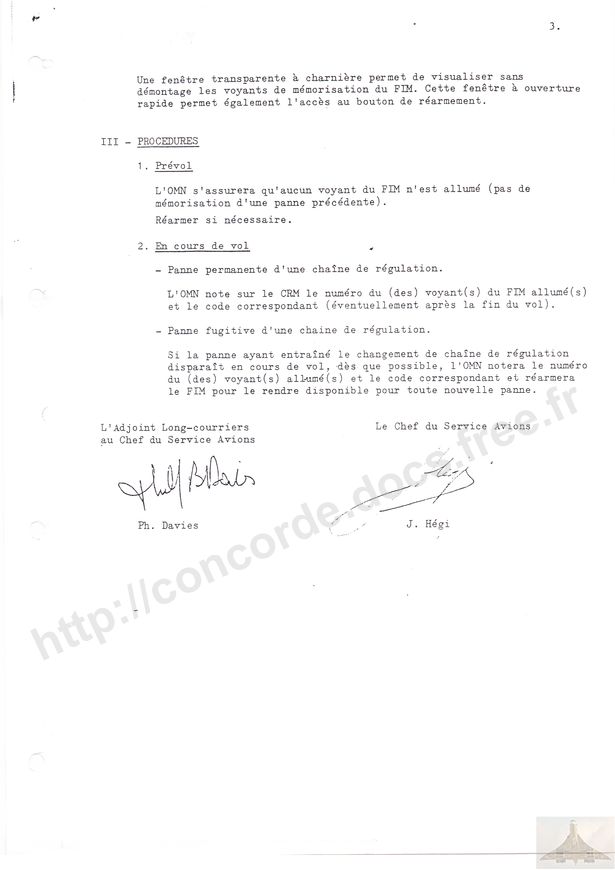 3.
Une fenêtre transparente à charnière permet de visualiser sans
démontage les voyants de mémorisation du FIM. Cette fenêtre à ouverture
rapide permet également l'accès au bouton de réarmement.
III - PROCEDURES
1. Prévol
L'OMN s'assurera qu'aucun voyant du FIM n'est allumé (pas de
mémorisation d'une panne précédente).
Réarmer si nécessaire.
2. En cours de vol
- Panne permanente d'une chaîne de régulation.
L'OMN note sur le CRM le numéro du (des) voyant(s) du FIM allumé(s)
et le code correspondant (éventuellement après la fin du vol).
- Panne fugitive d'une chaine de régulation.
Si la panne ayant entraîné le changement de chaîne de régulation
disparaît en cours de vol, dès que possible, l'OMN notera le numéro
du (des) voyant(s) allumé(s) et le code correspondant et réarmera
le FIM pour le rendre disponible pour toute nouvelle panne.
L'Adjoint Long-courriers
au Chef du Service Avions
Le Chef du Service Avions
Ph. Davies
J. Hégi
http://concorde.docs.free.fr